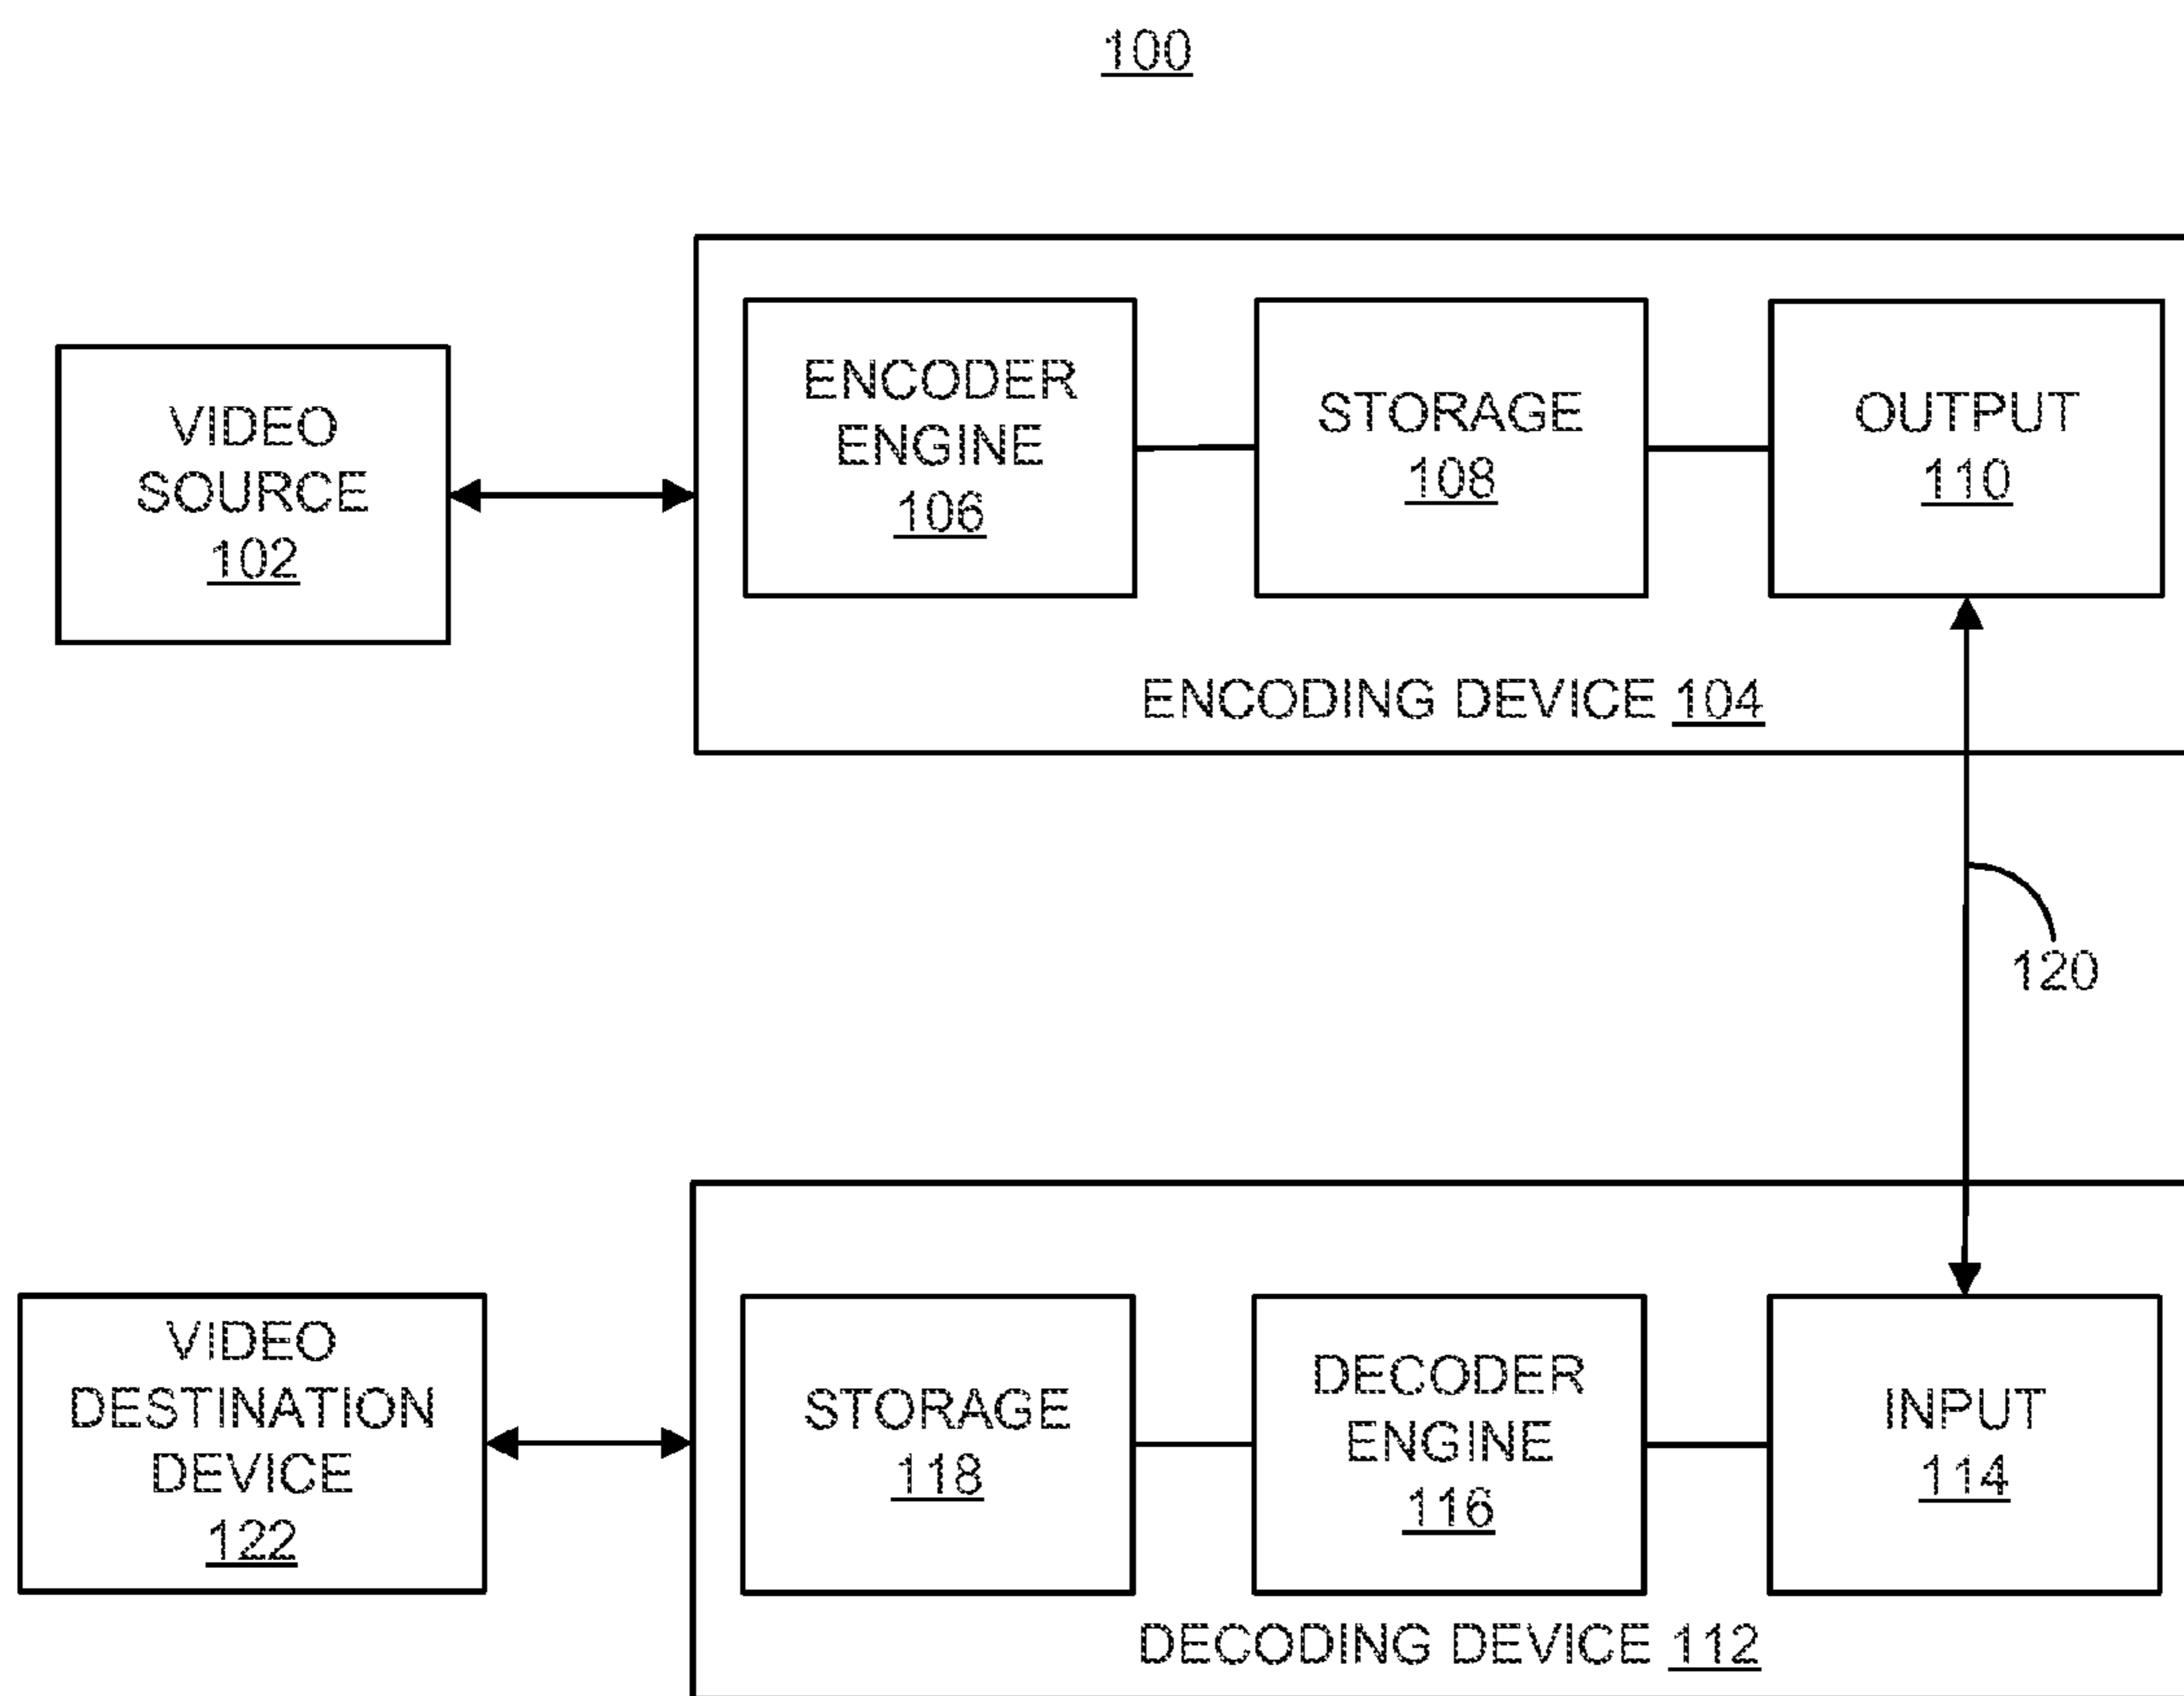 100
VIDEO
SOURCE
102
ENCODER
ENGINE
106
STORAGE
108
OUTPUT
110
ENCODING DEVICE 104
120
VIDEO
DESTINATION
DEVICE
122
STORAGE
118
DECODER
ENGINE
116
INPUT
114
DECODING DEVICE 112